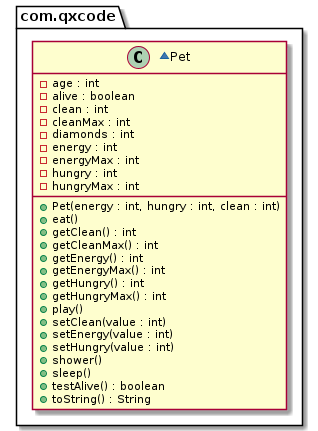 com.qxcode
C Pet
age : int
alive : boolean
clean : int
cleanMax : int
diamonds : int
energy : int
energyMax : int
hungry : int
hungryMax : int
Pet(energy : int, hungry : int, clean : int)
eat()
getClean() : int
getCleanMax() : int
getEnergy() : int
getEnergyMax() : int
getHungry() : int
getHungryMax() : int
play()
setClean(value : int)
setEnergy(value : int)
setHungry(value : int)
shower()
sleep()
testAlive() : boolean
toString() : String